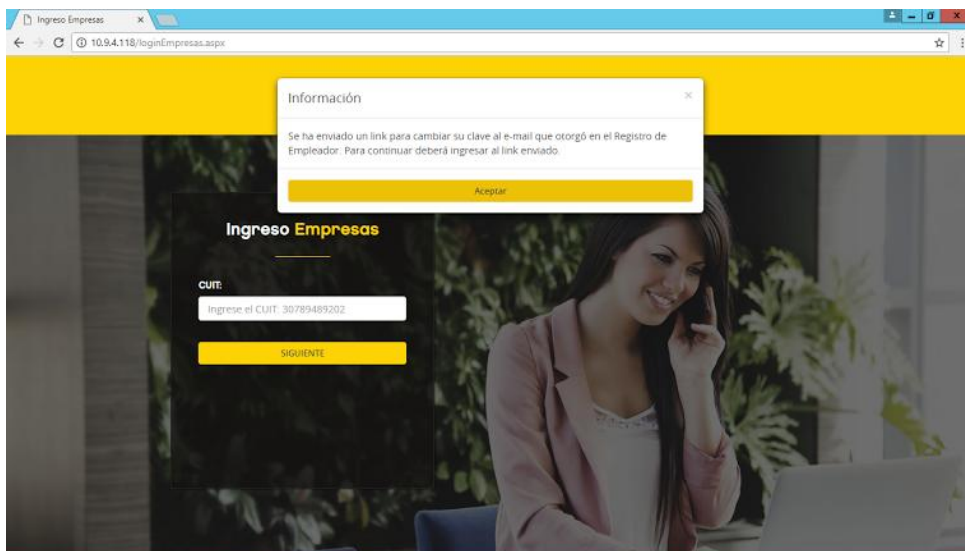 Ingreso Empresas
10.9.4.118/loginEmpresas.aspx
Información
Se ha enviado un link para cambiar su clave al e-mail que otorgó en el Registro de
Empleador. Para continuar deberá ingresar al link enviado.
Aceptar
Ingreso Empresas
CUIT:
Ingrese el CUIT: 30789489202
SIGUIENTE